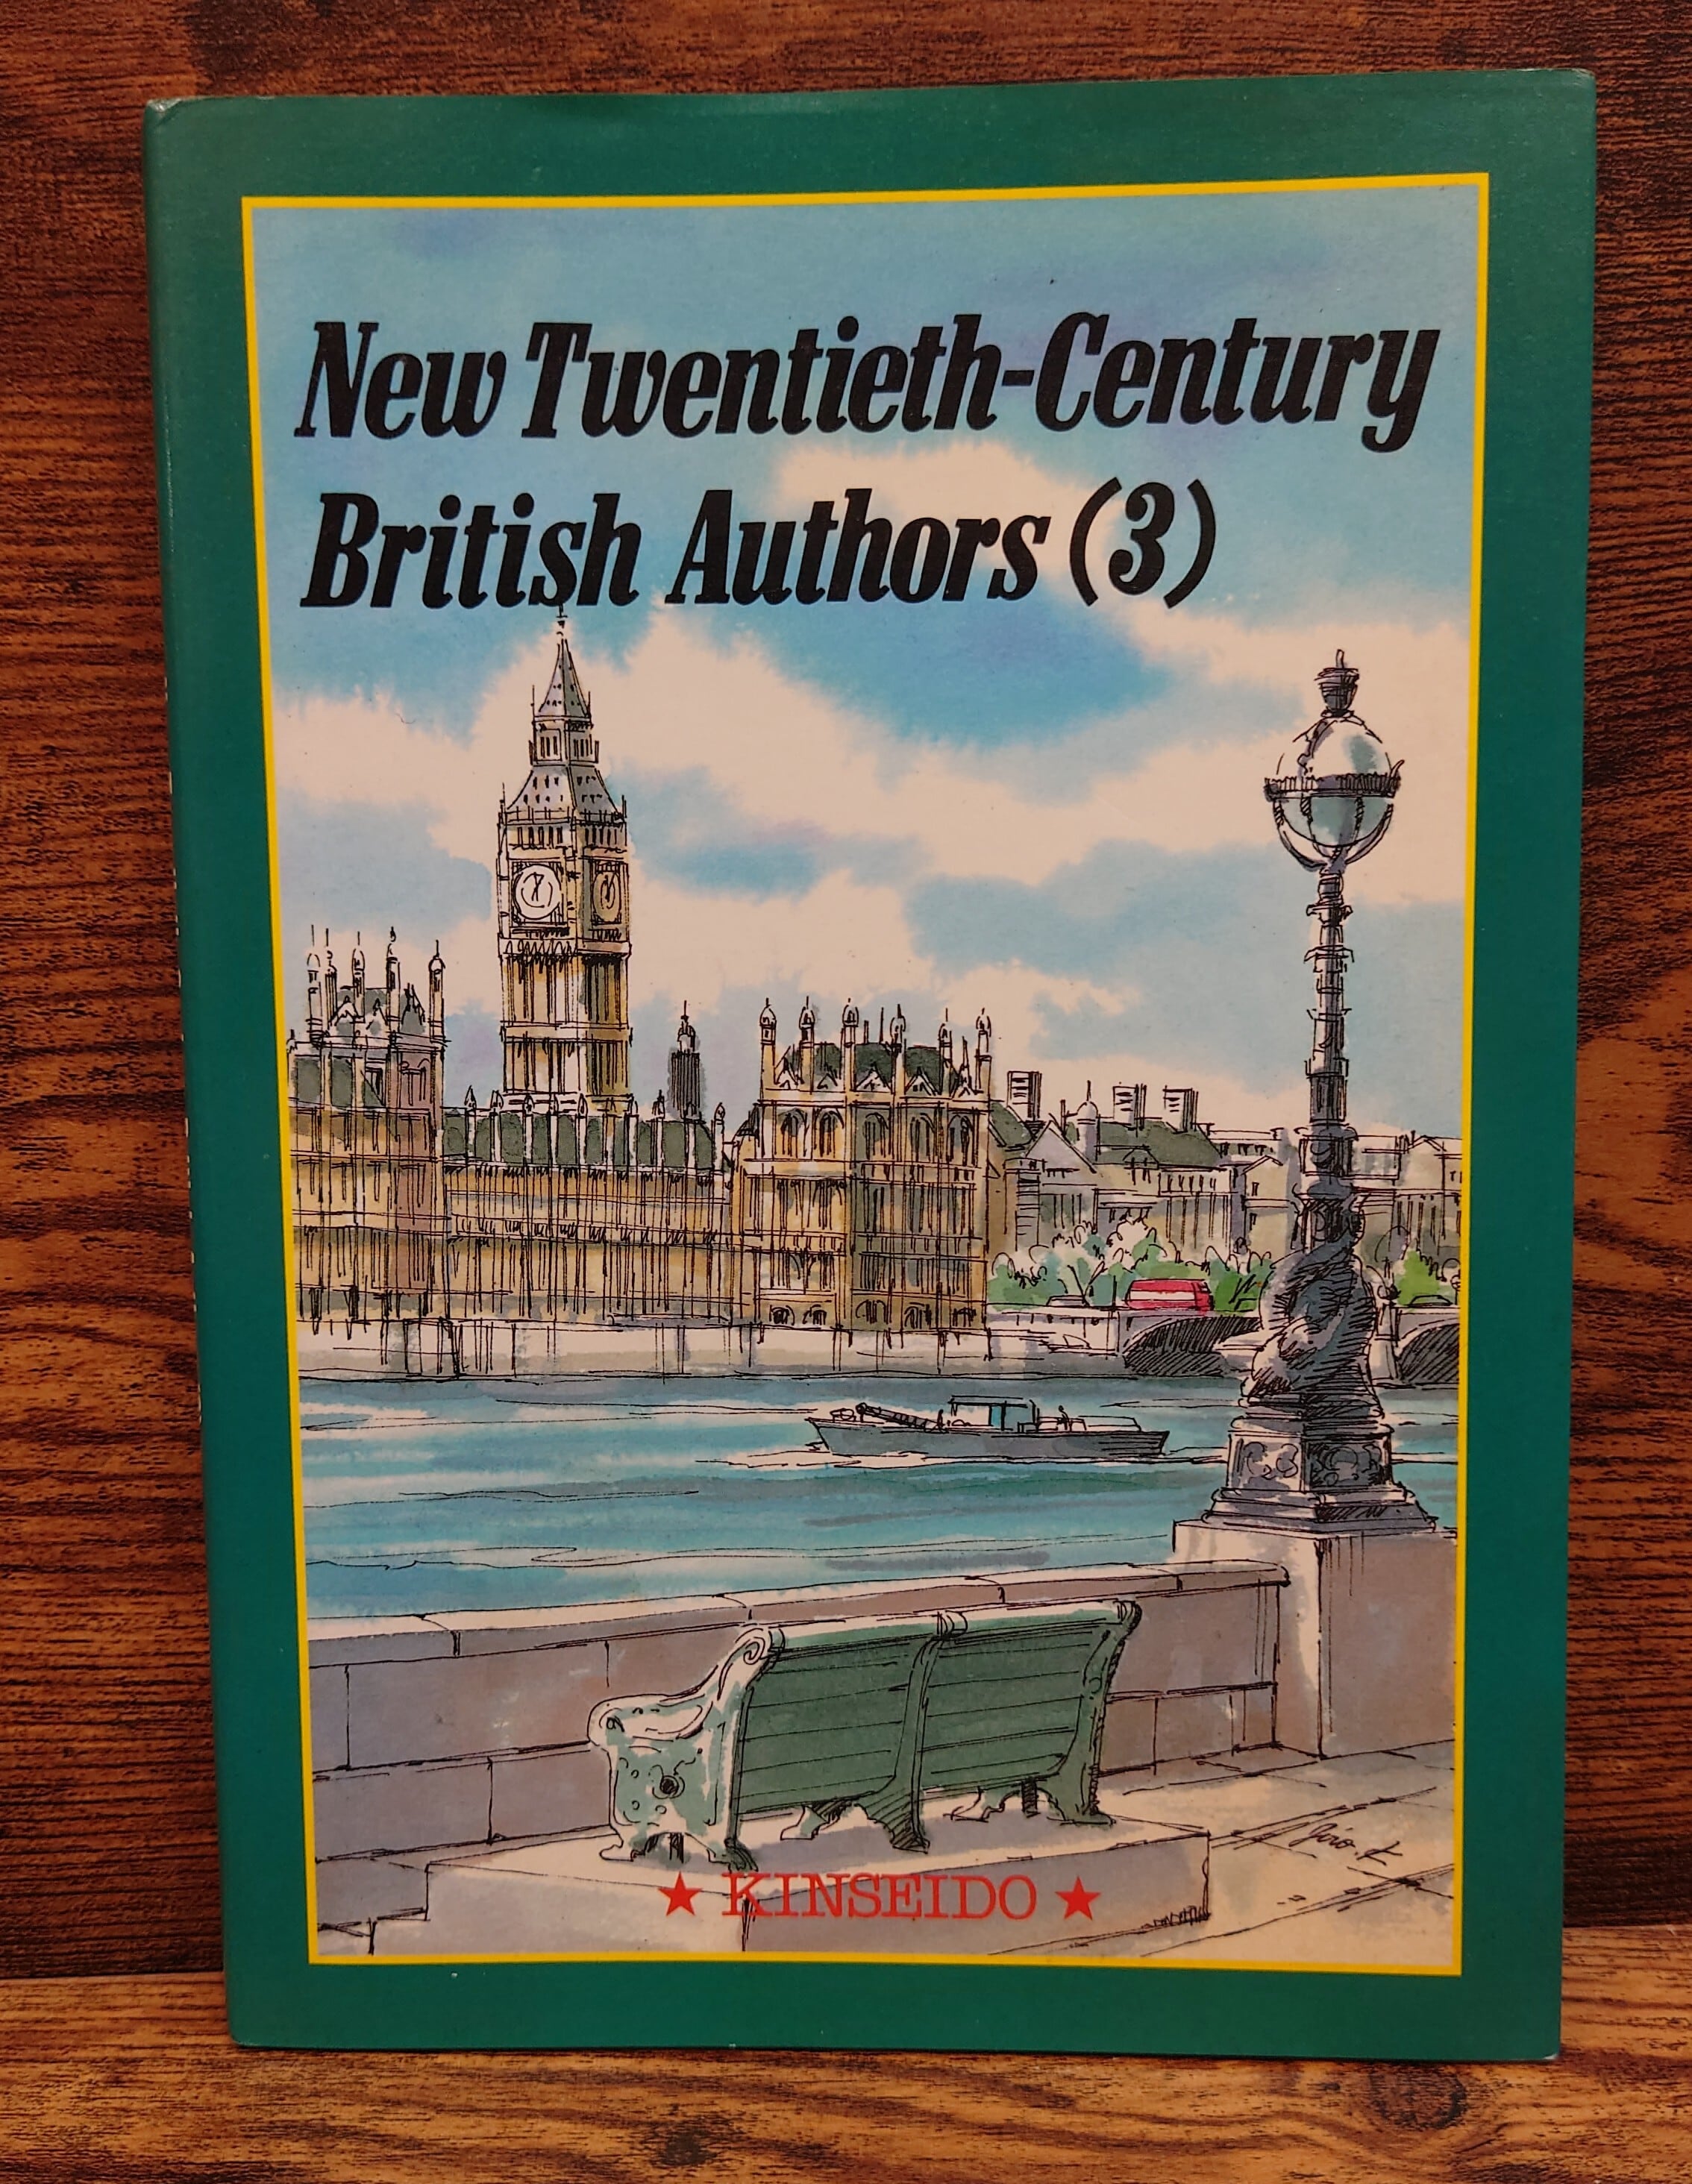 New Twentieth-Century
British Authors (3)
★ KINSEIDO ★